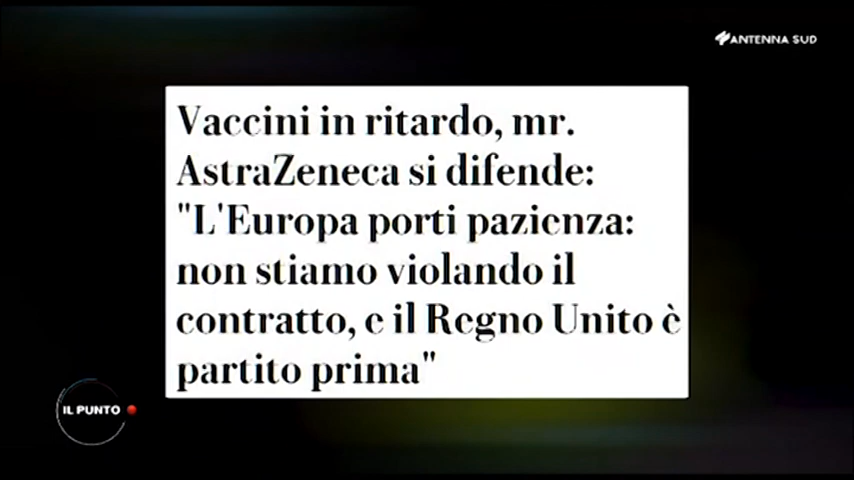 ANTENNA SUD
Vaccini in ritardo, mr.
AstraZeneca si difende:
"L'Europa porti pazienza:
non stiamo violando il
contratto, e il Regno Unito è
partito prima"
IL PUNTO